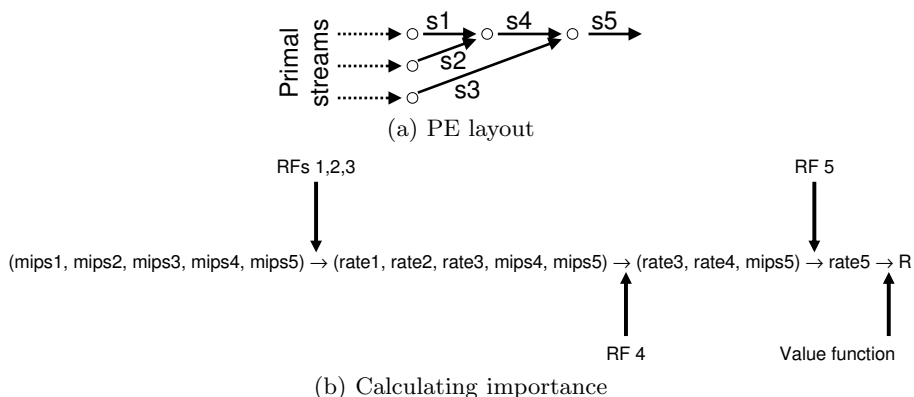 Primal
streams
s1
s2
s3
s4
s5
(a) PE layout
RFs 1,2,3
RF 5
(mips1, mips2, mips3, mips4, mips5) → (rate1, rate2, rate3, mips4, mips5) → (rate3, rate4, mips5) → rate5 → R
RF 4
Value function
(b) Calculating importance